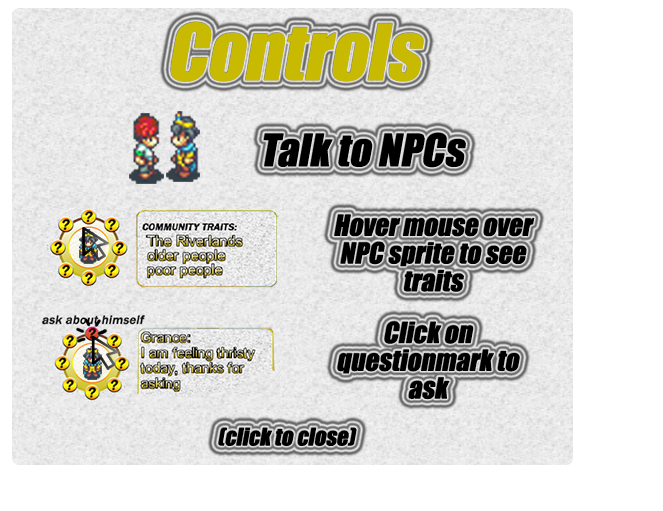 Controls
Talk to NPCs
COMMUNITY TRAITS:
The Riverlands
older people
poor people
Hover mouse over
NPC sprite to see
traits
ask about himself
Grance:
I am feeling thristy
today, thanks for
asking
Click on
questionmark to
ask
(click to close)